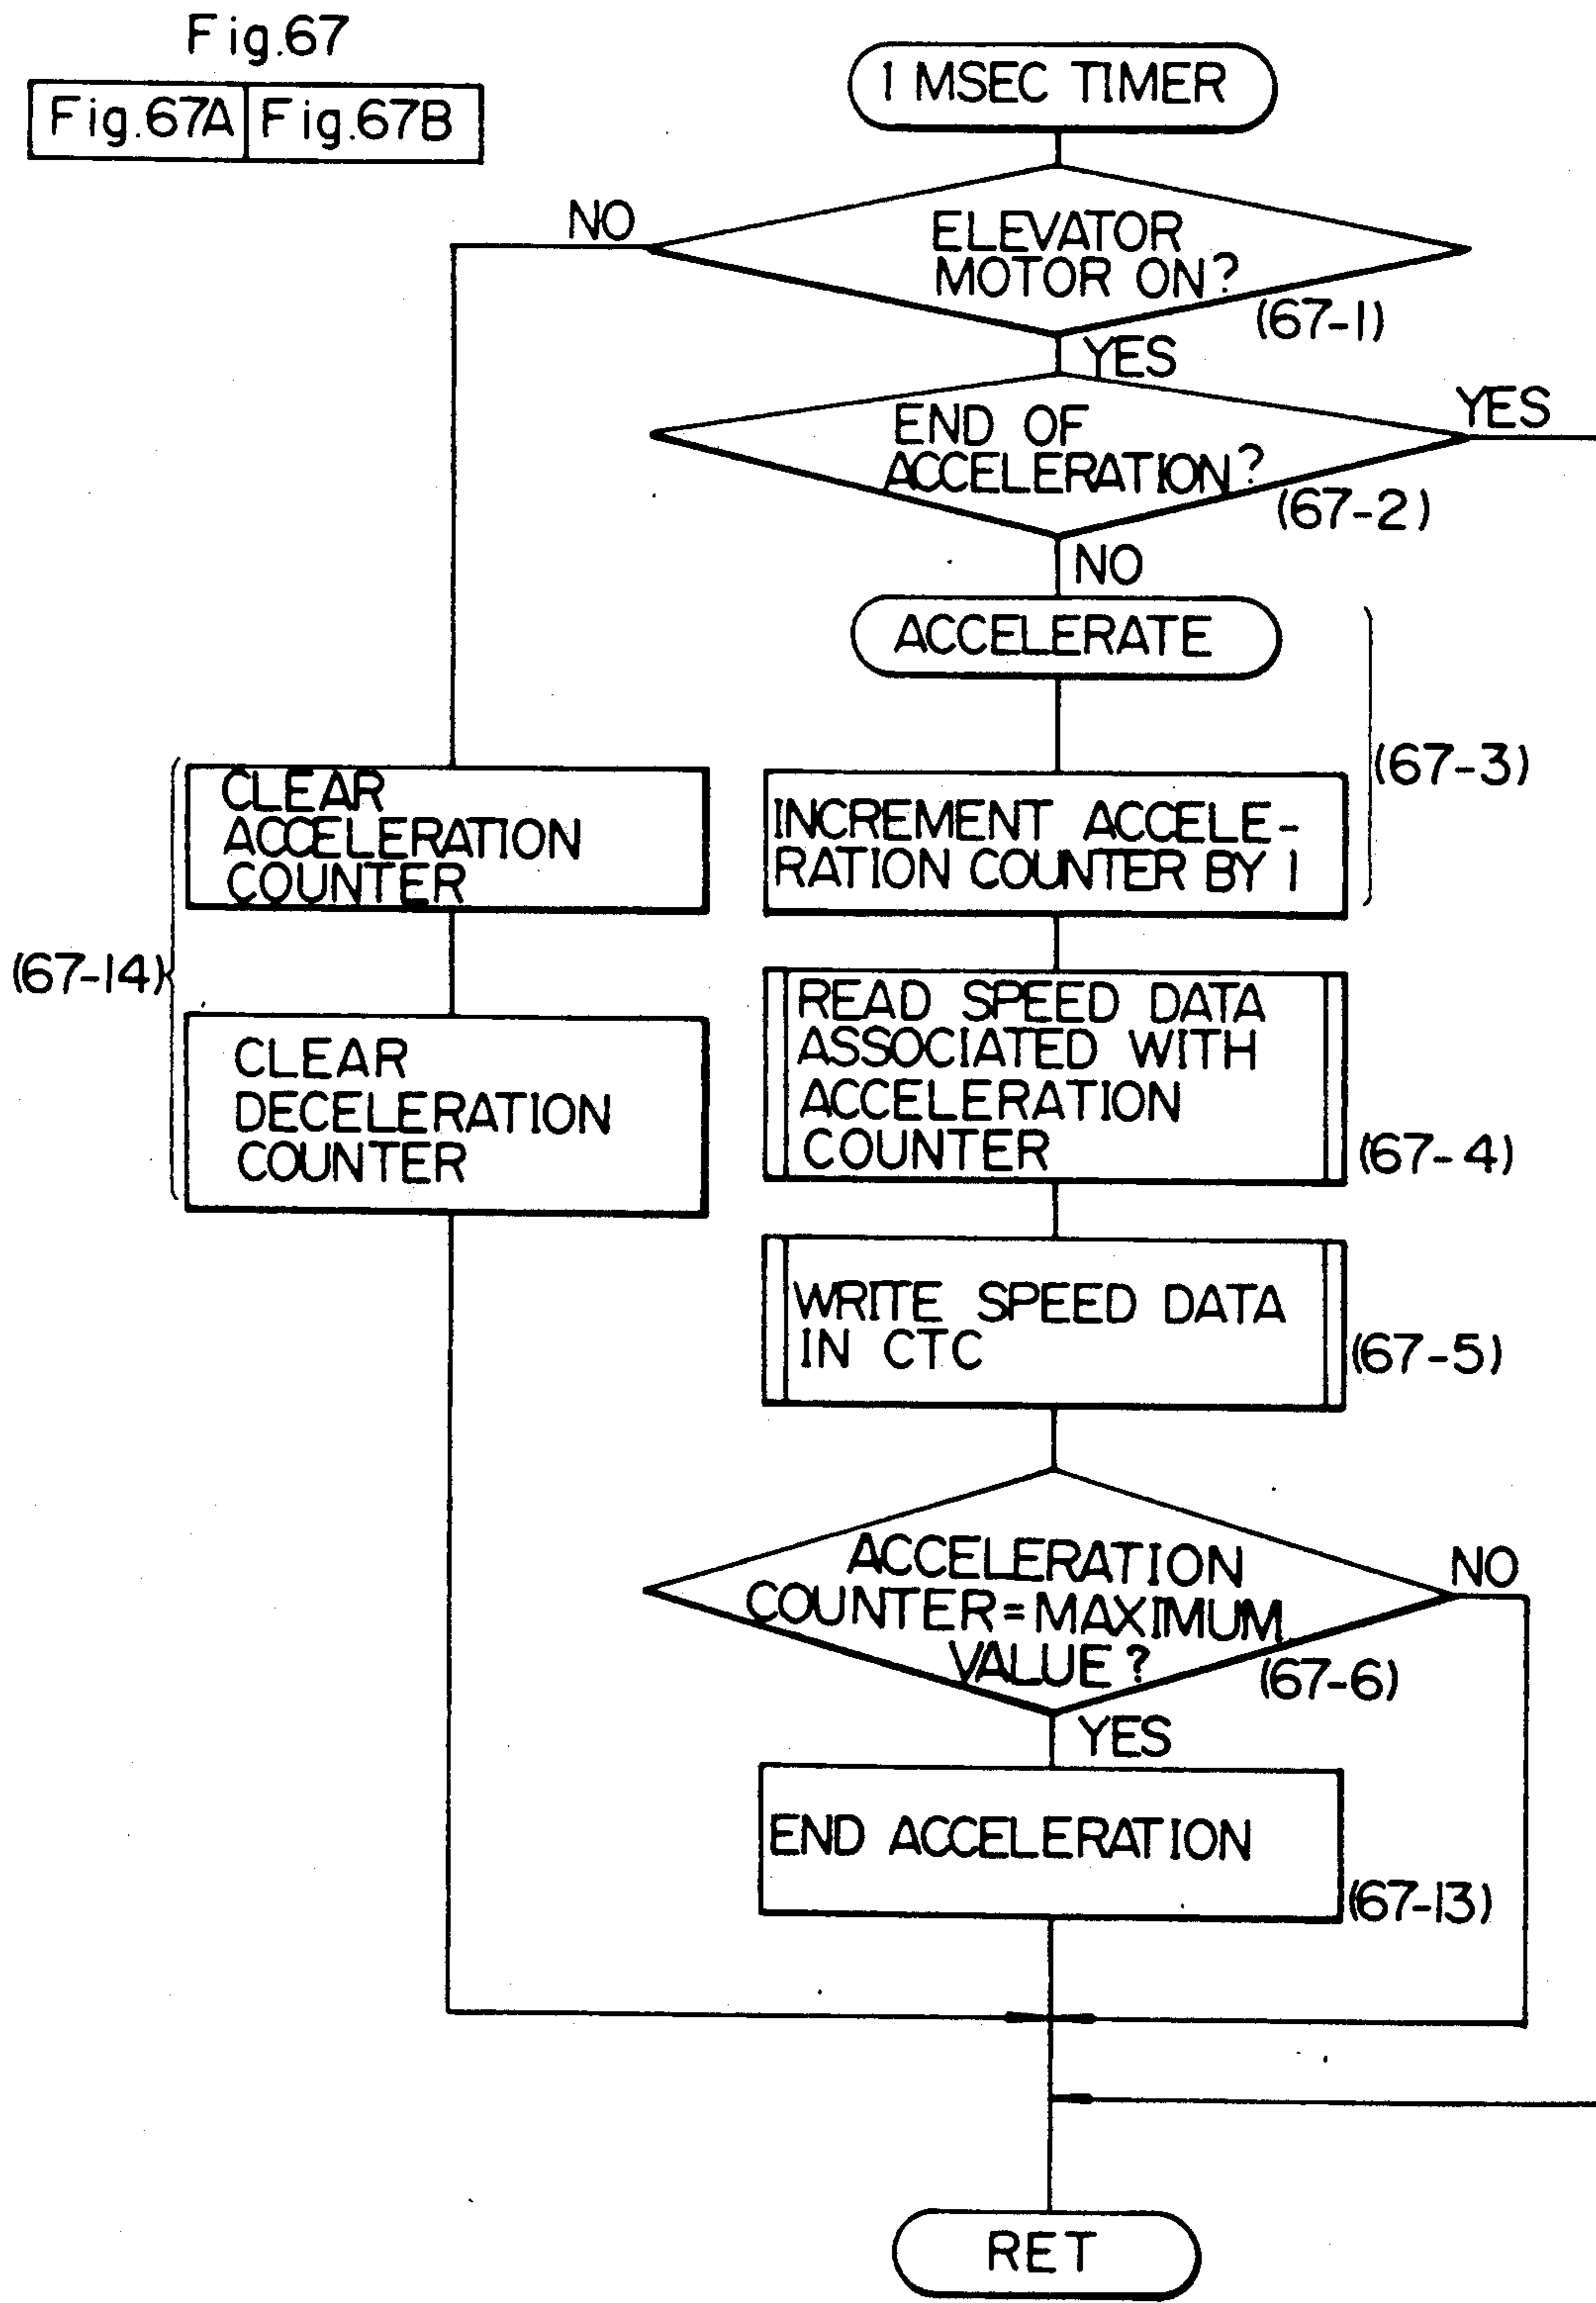 Fig.67
Fig.67A Fig.67B
1 MSEC TIMER
NO
ELEVATOR
MOTOR ON?
(67-1)
YES
YES
END OF
ACCELERATION?
(67-2)
NO
ACCELERATE
(67-3)
CLEAR
ACCELERATION
COUNTER
INCREMENT ACCELE-
RATION COUNTER BY 1
(67-14)
READ SPEED DATA
ASSOCIATED WITH
ACCELERATION
COUNTER
(67-4)
CLEAR
DECELERATION
COUNTER
WRITE SPEED DATA
IN CTC
(67-5)
ACCELERATION
COUNTER=MAXIMUM
VALUE?
NO
(67-6)
YES
END ACCELERATION
(67-13)
RET